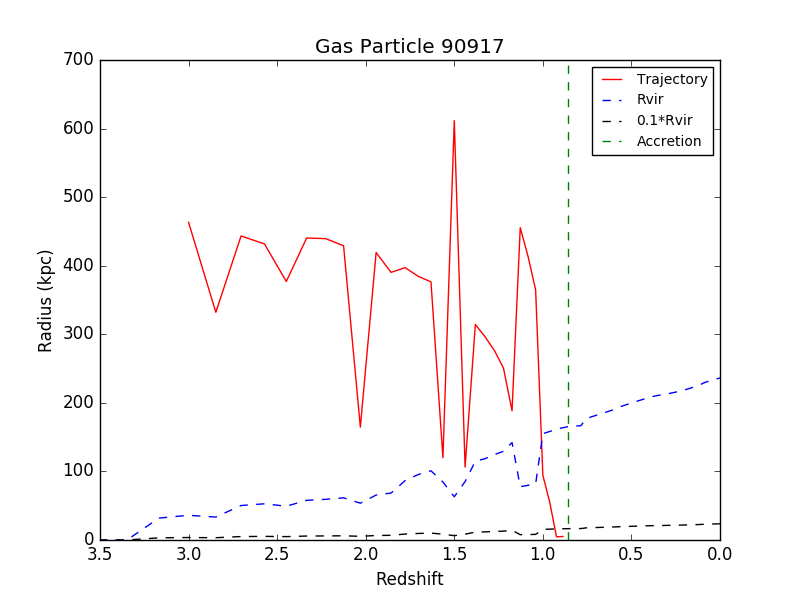 Gas Particle 90917
Trajectory
Rvir
0.1*Rvir
Accretion
700
600
500
400
300
200
100
0
Radius (kpc)
3.5 3.0 2.5 2.0 1.5 1.0 0.5 0.0
Redshift